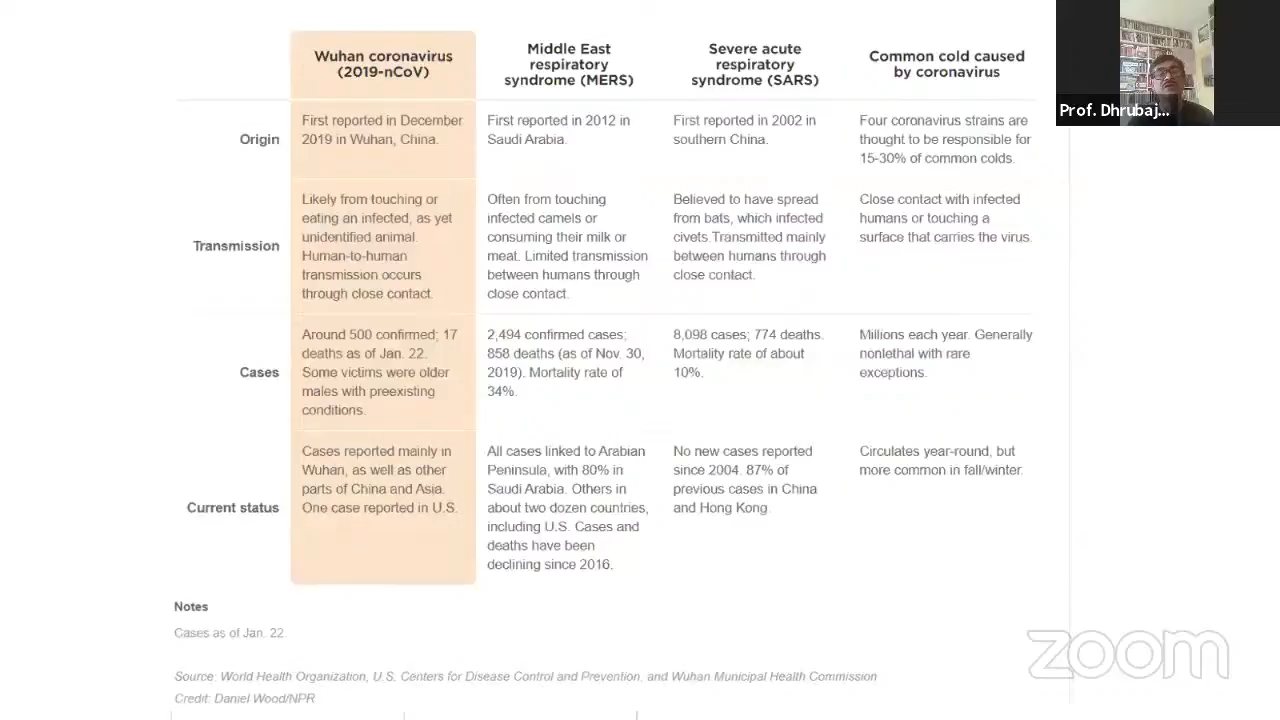 Wuhan coronavirus
(2019-nCoV)
Middle East
respiratory
syndrome (MERS)
Severe acute
respiratory
syndrome (SARS)
Common cold caused
by coronavirus
Prof. Dhrubaj...
Origin
First reported in December
2019 in Wuhan, China.
First reported in 2012 in
Saudi Arabia.
First reported in 2002 in
southern China.
Four coronavirus strains are
thought to be responsible for
15-30% of common colds.
Transmission
Likely from touching or
eating an infected, as yet
unidentified animal.
Human-to-human
transmission occurs
through close contact.
Often from touching
infected camels or
consuming their milk or
meat. Limited transmission
between humans through
close contact.
Believed to have spread
from bats, which infected
civets.Transmitted mainly
between humans through
close contact.
Close contact with infected
humans or touching a
surface that carries the virus.
Cases
Around 500 confirmed; 17
deaths as of Jan. 22.
Some victims were older
males with preexisting
conditions.
2,494 confirmed cases;
858 deaths (as of Nov. 30,
2019). Mortality rate of
34%.
8,098 cases; 774 deaths.
Mortality rate of about
10%.
Millions each year. Generally
nonlethal with rare
exceptions.
Current status
Cases reported mainly in
Wuhan, as well as other
parts of China and Asia.
One case reported in U.S.
All cases linked to Arabian
Peninsula, with 80% in
Saudi Arabia. Others in
about two dozen countries,
including U.S. Cases and
deaths have been
declining since 2016.
No new cases reported
since 2004. 87% of
previous cases in China
and Hong Kong.
Circulates year-round, but
more common in fall/winter.
Notes
Cases as of Jan. 22
Source: World Health Organization, U.S. Centers for Disease Control and Prevention, and Wuhan Municipal Health Commission
Credit: Daniel Wood/NPR
zoom